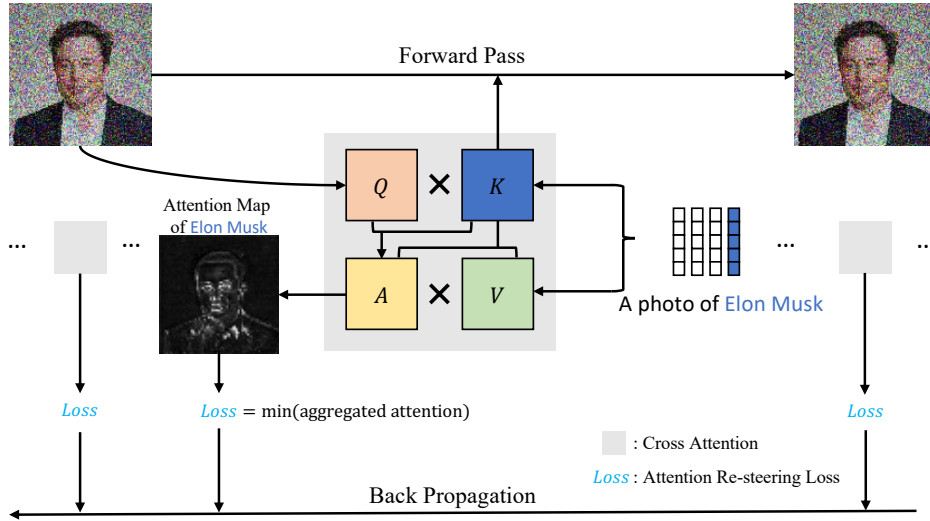 Forward Pass
Q × K
Attention Map
of Elon Musk
... ... ... ...
A × V
A photo of Elon Musk
Loss
Loss = min(aggregated attention)
Loss
: Cross Attention
Loss : Attention Re-steering Loss
Back Propagation